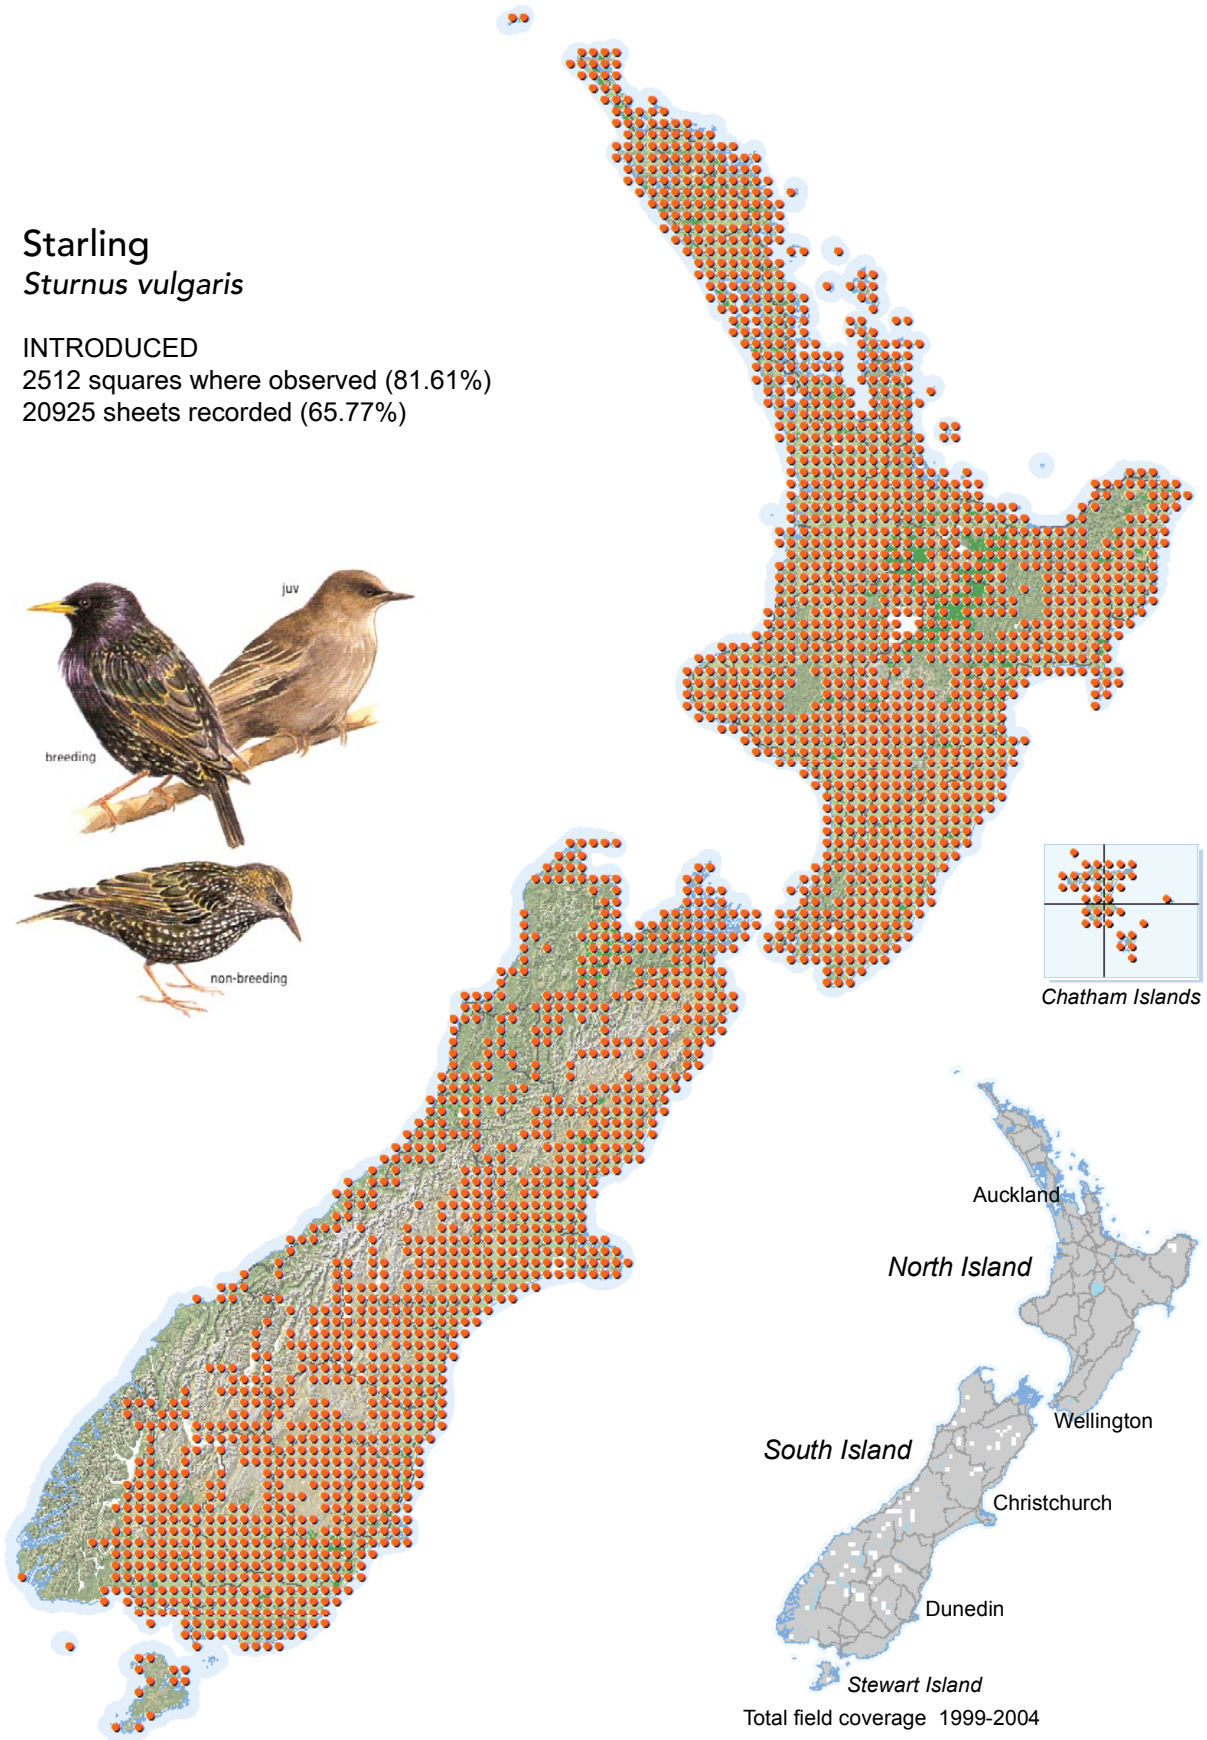 Starling
Sturnus vulgaris
INTRODUCED
2512 squares where observed (81.61%)
20925 sheets recorded (65.77%)
juv
breeding
non-breeding
Chatham Islands
Auckland
North Island
Wellington
South Island
Christchurch
Dunedin
Stewart Island
Total field coverage 1999-2004